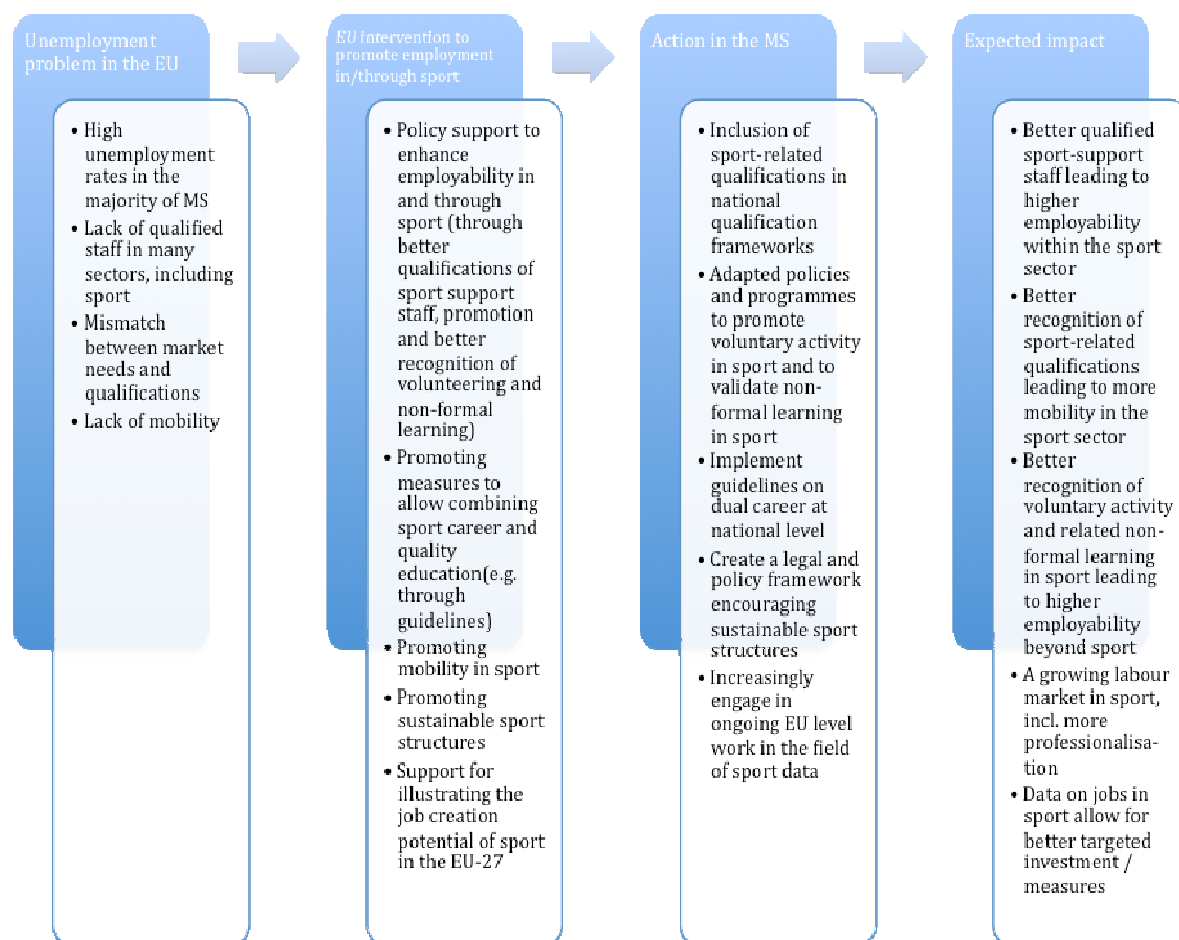 Unemployment
problem in the EU
• High
unemployment
rates in the
majority of MS
• Lack of qualified
staff in many
sectors, including
sport
• Mismatch
between market
needs and
qualifications
• Lack of mobility
EU intervention to
promote employment
in/through sport
• Policy support to
enhance
employability in
and through
sport (through
better
qualifications of
sport support
staff, promotion
and better
recognition of
volunteering and
non-formal
learning)
• Promoting
measures to
allow combining
sport career and
quality
education(e.g.
through
guidelines)
• Promoting
mobility in sport
• Promoting
sustainable sport
structures
• Support for
illustrating the
job creation
potential of sport
in the EU-27
Action in the MS
• Inclusion of
sport-related
qualifications in
national
qualification
frameworks
• Adapted policies
and programmes
to promote
voluntary activity
in sport and to
validate non-
formal learning
in sport
• Implement
guidelines on
dual career at
national level
• Create a legal and
policy framework
encouraging
sustainable sport
structures
• Increasingly
engage in
ongoing EU level
work in the field
of sport data
Expected impact
• Better qualified
sport-support
staff leading to
higher
employability
within the sport
sector
• Better
recognition of
sport-related
qualifications
leading to more
mobility in the
sport sector
• Better
recognition of
voluntary activity
and related non-
formal learning
in sport leading
to higher
employability
beyond sport
• A growing labour
market in sport,
incl. more
professionalisa-
tion
• Data on jobs in
sport allow for
better targeted
investment /
measures